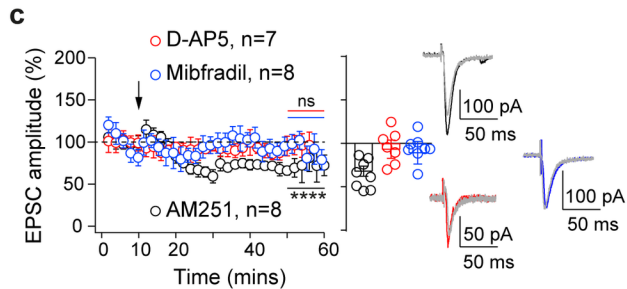 c
D-AP5, n=7
Mibfradil, n=8
EPSC amplitude (%)
200
150
100
50
0
ns
****
AM251, n=8
0
10
20
40
60
Time (mins)
100 pA
50 ms
100 pA
50 ms
50 pA
50 ms